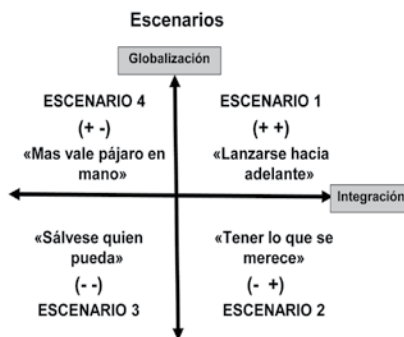 Escenarios
Globalización
ESCENARIO 4
(+ -)
«Mas vale pájaro en
mano»
ESCENARIO 1
(+ +)
«Lanzarse hacia
adelante»
Integración
«Sálvese quien
pueda»
(- -)
ESCENARIO 3
«Tener lo que se
merece»
(- +)
ESCENARIO 2